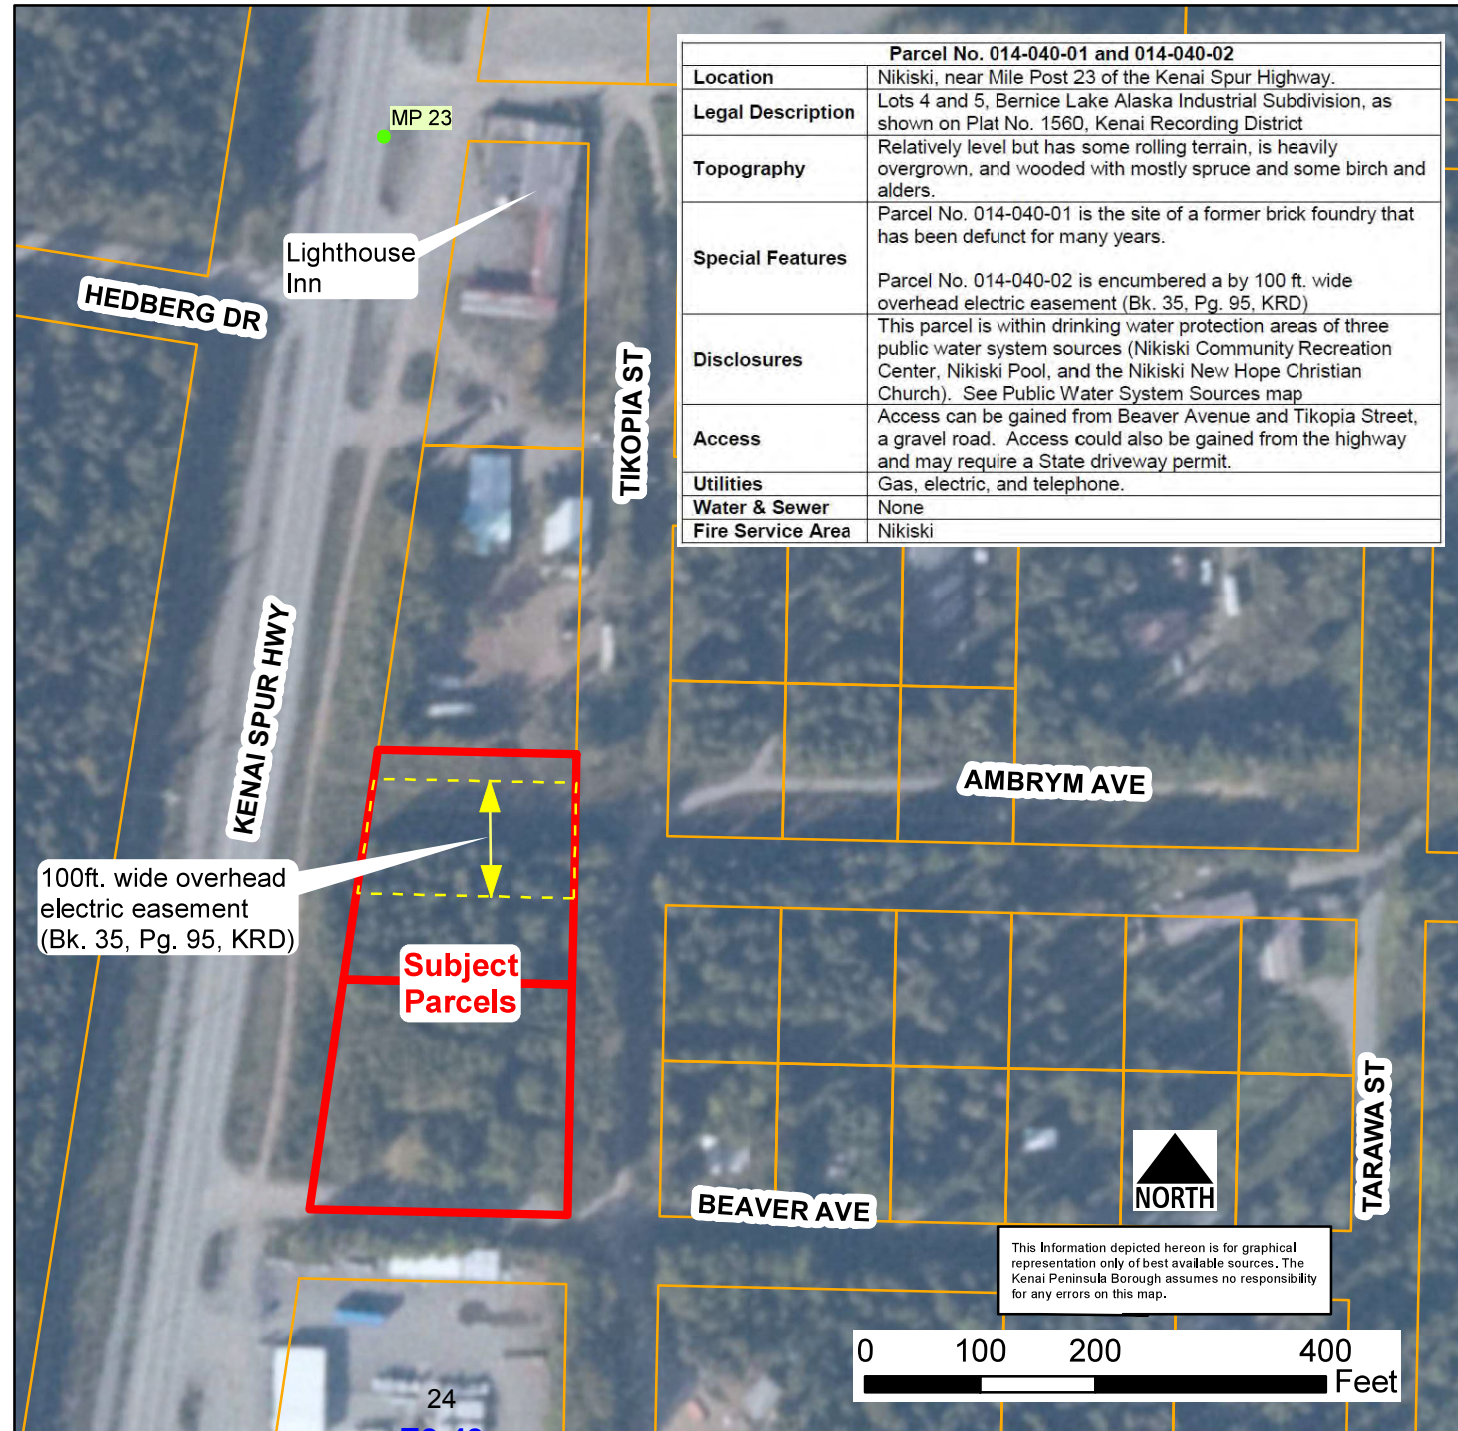 MP 23
Lighthouse
Inn
HEDBERG DR
TIKOPIA ST
KENAI SPUR HWY
Parcel No. 014-040-01 and 014-040-02
Location Nikiski, near Mile Post 23 of the Kenai Spur Highway.
Legal Description Lots 4 and 5, Bernice Lake Alaska Industrial Subdivision, as
shown on Plat No. 1560, Kenai Recording District
Topography Relatively level but has some rolling terrain, is heavily
overgrown, and wooded with mostly spruce and some birch and
alders.
Special Features Parcel No. 014-040-01 is the site of a former brick foundry that
has been defunct for many years.
Parcel No. 014-040-02 is encumbered a by 100 ft. wide
overhead electric easement (Bk. 35, Pg. 95, KRD)
Disclosures This parcel is within drinking water protection areas of three
public water system sources (Nikiski Community Recreation
Center, Nikiski Pool, and the Nikiski New Hope Christian
Church). See Public Water System Sources map
Access Access can be gained from Beaver Avenue and Tikopia Street,
a gravel road. Access could also be gained from the highway
and may require a State driveway permit.
Utilities Gas, electric, and telephone.
Water & Sewer None
Fire Service Area Nikiski
AMBRYM AVE
100ft. wide overhead
electric easement
(Bk. 35, Pg. 95, KRD)
Subject
Parcels
TARAWA ST
BEAVER AVE
NORTH
This Information depicted hereon is for graphical
representation only of best available sources. The
Kenai Peninsula Borough assumes no responsibility
for any errors on this map.
0 100 200 400
Feet
24